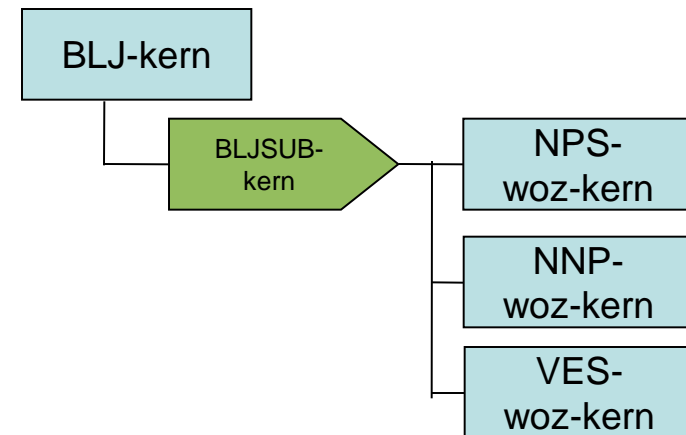 BLJ-kern
BLJSUB-
kern
NPS-
woz-kern
NNP-
woz-kern
VES-
woz-kern